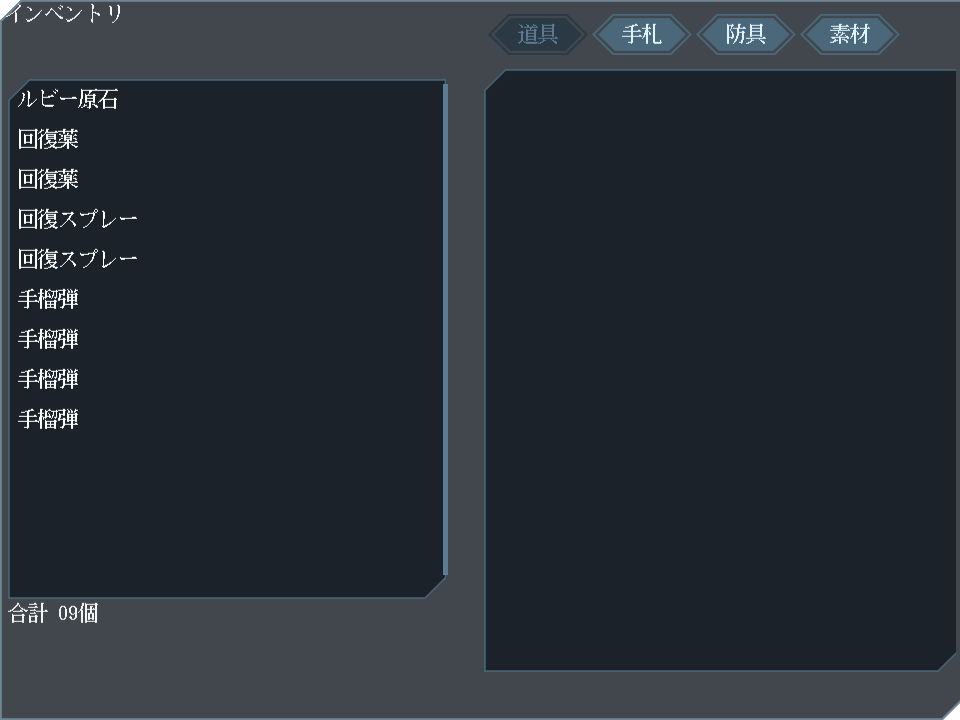 インベントリ
道具 手札 防具 素材
ルビー原石
回復薬
回復薬
回復スプレー
回復スプレー
手榴弾
手榴弾
手榴弾
手榴弾
合計 09個